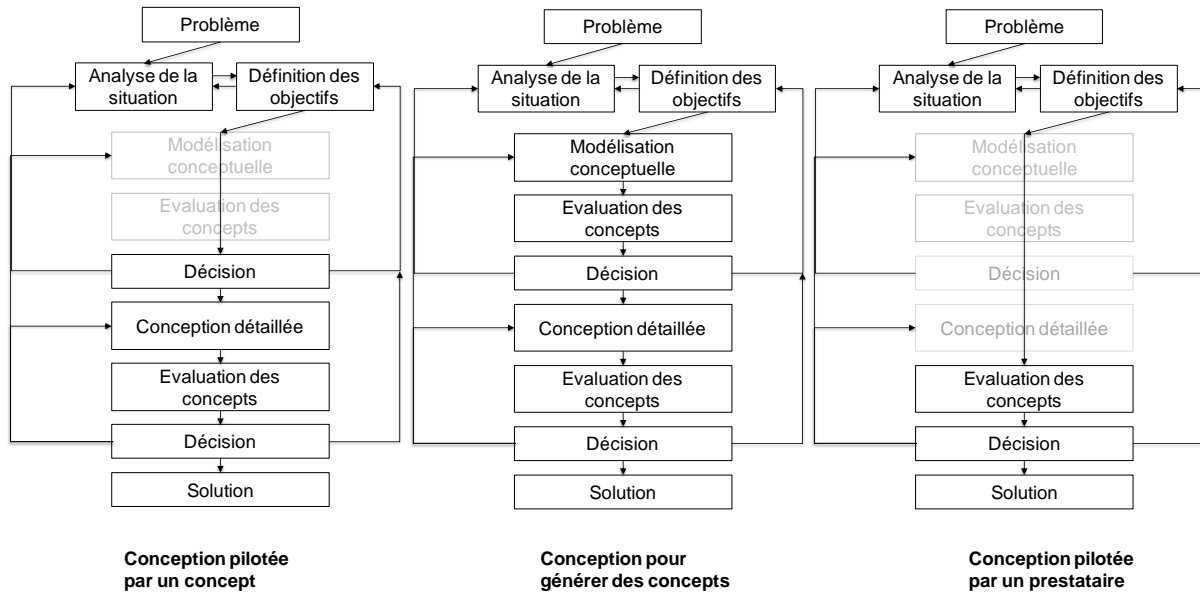 Problème
Analyse de la
situation
Définition des
objectifs
Modélisation
conceptuelle
Evaluation des
concepts
Décision
Conception détaillée
Evaluation des
concepts
Décision
Solution
Conception pilotée
par un concept
Problème
Analyse de la
situation
Définition des
objectifs
Modélisation
conceptuelle
Evaluation des
concepts
Décision
Conception détaillée
Evaluation des
concepts
Décision
Solution
Conception pour
générer des concepts
Problème
Analyse de la
situation
Définition des
objectifs
Modélisation
conceptuelle
Evaluation des
concepts
Décision
Conception détaillée
Evaluation des
concepts
Décision
Solution
Conception pilotée
par un prestataire